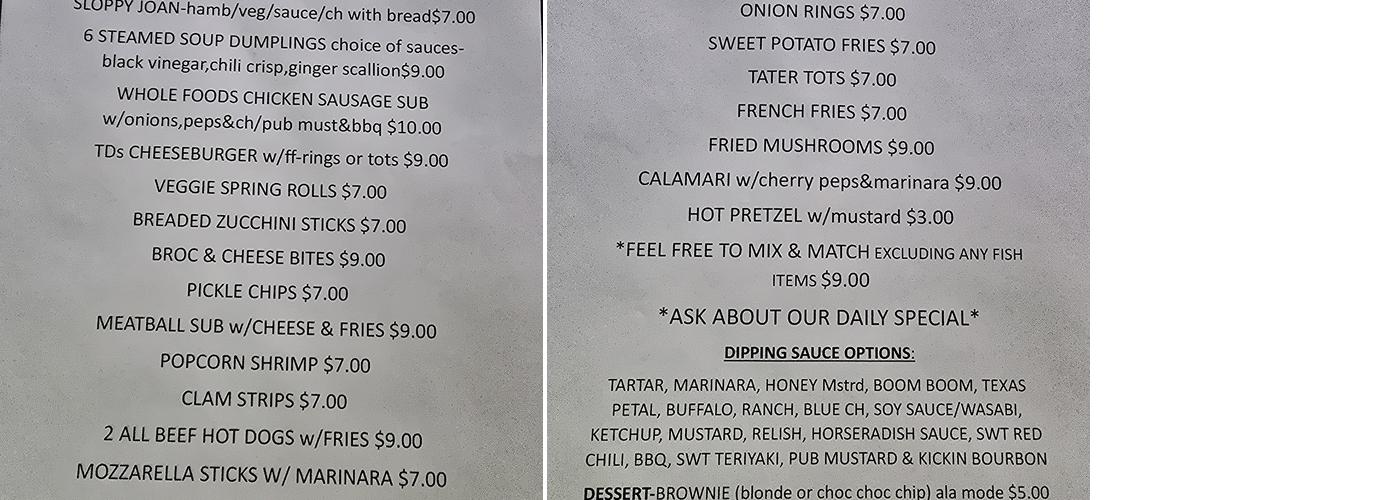 SLOPPY JOAN-hamb/veg/sauce/ch with bread$7.00
6 STEAMED SOUP DUMPLINGS choice of sauces-
black vinegar,chili crisp,ginger scallion$9.00
WHOLE FOODS CHICKEN SAUSAGE SUB
w/onions,peps&ch/pub must&bbq $10.00
TDs CHEESEBURGER w/ff-rings or tots $9.00
VEGGIE SPRING ROLLS $7.00
BREADED ZUCCHINI STICKS $7.00
BROC & CHEESE BITES $9.00
PICKLE CHIPS $7.00
MEATBALL SUB w/CHEESE & FRIES $9.00
POPCORN SHRIMP $7.00
CLAM STRIPS $7.00
2 ALL BEEF HOT DOGS w/FRIES $9.00
MOZZARELLA STICKS W/ MARINARA $7.00
ONION RINGS $7.00
SWEET POTATO FRIES $7.00
TATER TOTS $7.00
FRENCH FRIES $7.00
FRIED MUSHROOMS $9.00
CALAMARI w/cherry peps&marinara $9.00
HOT PRETZEL w/mustard $3.00
*FEEL FREE TO MIX & MATCH EXCLUDING ANY FISH
ITEMS $9.00
*ASK ABOUT OUR DAILY SPECIAL*
DIPPING SAUCE OPTIONS:
TARTAR, MARINARA, HONEY Mstrd, BOOM BOOM, TEXAS
PETAL, BUFFALO, RANCH, BLUE CH, SOY SAUCE/WASABI,
KETCHUP, MUSTARD, RELISH, HORSERADISH SAUCE, SWT RED
CHILI, BBQ, SWT TERIYAKI, PUB MUSTARD & KICKIN BOURBON
DESSERT-BROWNIE (blonde or choc choc chip) ala mode $5.00